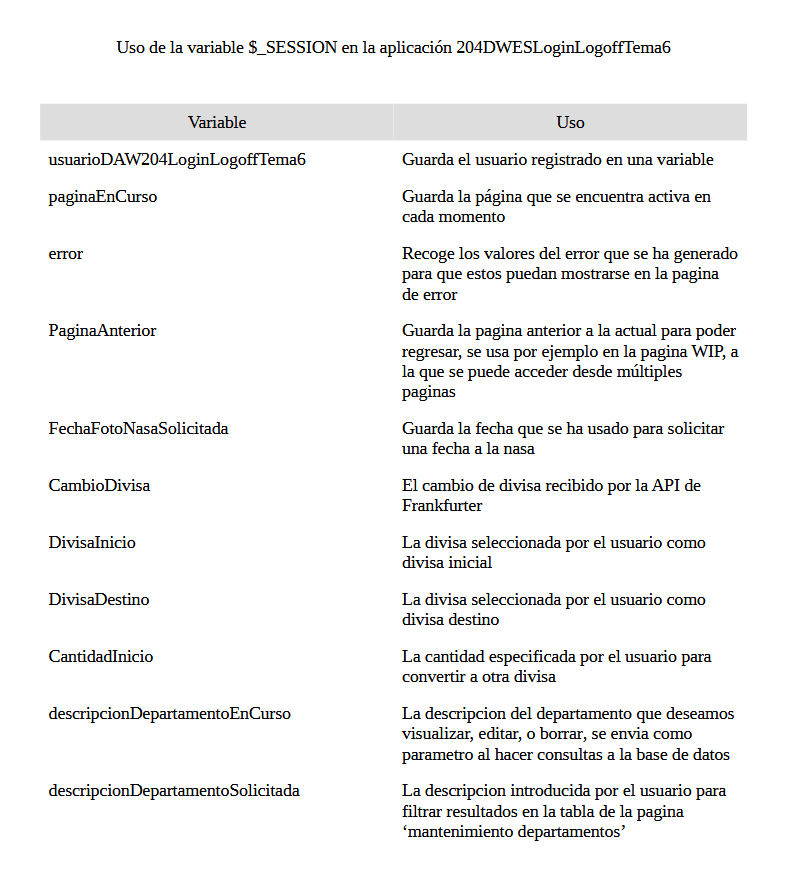 Uso de la variable $_SESSION en la aplicación 204DWESLoginLogoffTema6
Variable
Uso
usuarioDAW204LoginLogoffTema6
Guarda el usuario registrado en una variable
paginaEnCurso
Guarda la página que se encuentra activa en
cada momento
error
Recoge los valores del error que se ha generado
para que estos puedan mostrarse en la pagina
de error
PaginaAnterior
Guarda la pagina anterior a la actual para poder
regresar, se usa por ejemplo en la pagina WIP, a
la que se puede acceder desde múltiples
paginas
FechaFotoNasaSolicitada
Guarda la fecha que se ha usado para solicitar
una fecha a la nasa
CambioDivisa
El cambio de divisa recibido por la API de
Frankfurter
DivisaInicio
La divisa seleccionada por el usuario como
divisa inicial
DivisaDestino
La divisa seleccionada por el usuario como
divisa destino
CantidadInicio
La cantidad especificada por el usuario para
convertir a otra divisa
descripcionDepartamentoEnCurso
La descripcion del departamento que deseamos
visualizar, editar, o borrar, se envia como
parametro al hacer consultas a la base de datos
descripcionDepartamentoSolicitada
La descripcion introducida por el usuario para
filtrar resultados en la tabla de la pagina
‘mantenimiento departamentos’